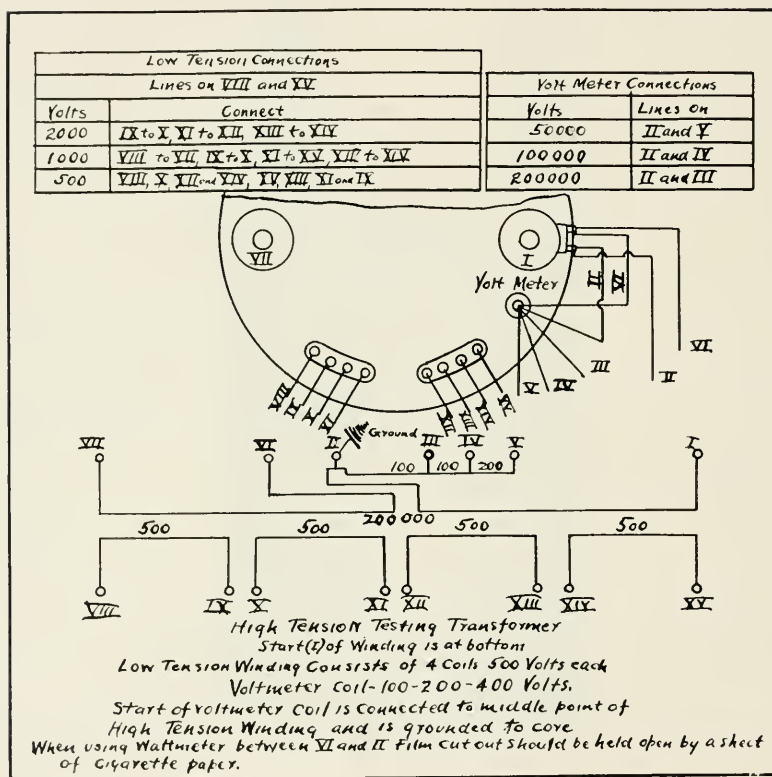 Low Tension Connections
Lines on VIII and XV
Volts Connect
2000 IX to X, XI to XII, XIII to XIV
1000 VIII to XII, IX to X, XI to XV, XIII to XIV
500 VIII, X, XII and XIV, XV, XIII, XI and IX
Volt Meter Connections
Volts Lines on
50000 II and V
100000 II and IV
200000 II and III
VII
I
Volt Meter
II VI
VI
II
III
IV
V
VIII IX X XI
XII XIII XIV XV
Ground
VII VI II III IV V I
100 100 200
200000
500 500 500 500
VIII IX X XI XII XIII XIV XV
High Tension Testing Transformer
Start (I) of Winding is at bottom
Low Tension Winding Consists of 4 Coils 500 Volts each
Voltmeter Coil-100-200-400 Volts.
Start of voltmeter coil is connected to middle point of
High Tension Winding and is grounded to core
When using Wattmeter between VI and II Film cut out should be held open by a sheet
of cigarette paper.